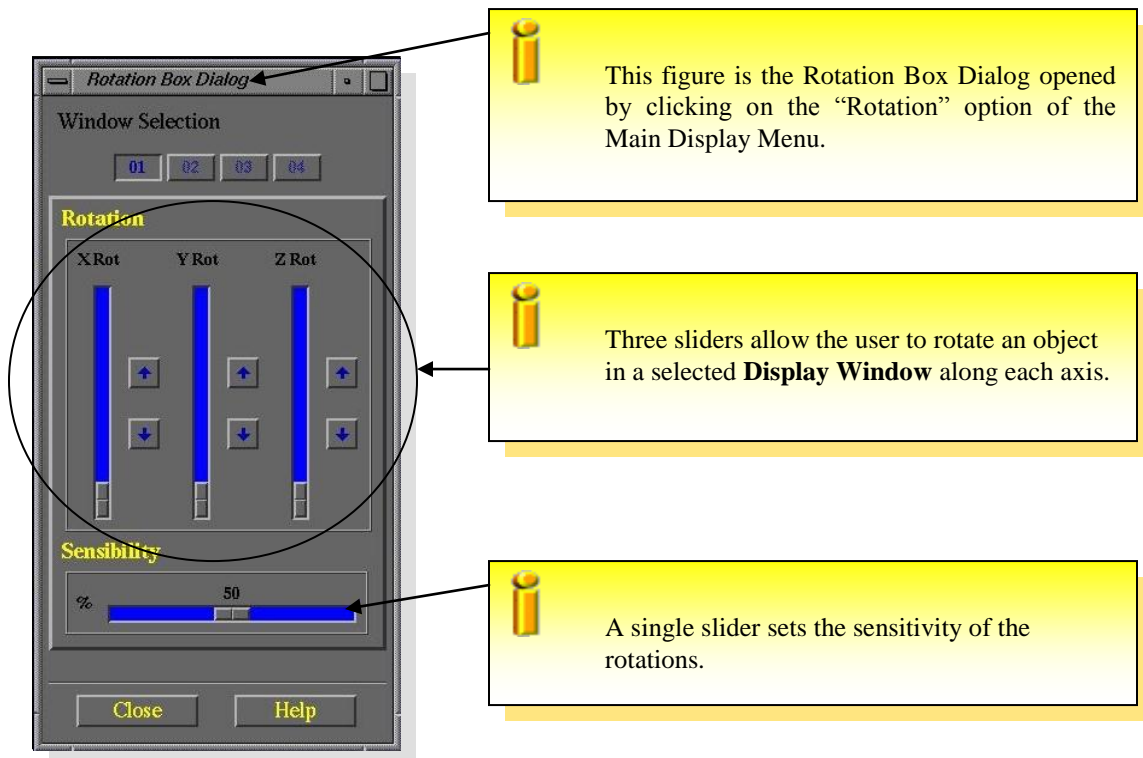 Rotation Box Dialog
Window Selection
01 02 03 04
Rotation
X Rot Y Rot Z Rot
Sensibility
% 50
Close Help
This figure is the Rotation Box Dialog opened
by clicking on the “Rotation” option of the
Main Display Menu.
Three sliders allow the user to rotate an object
in a selected Display Window along each axis.
A single slider sets the sensitivity of the
rotations.